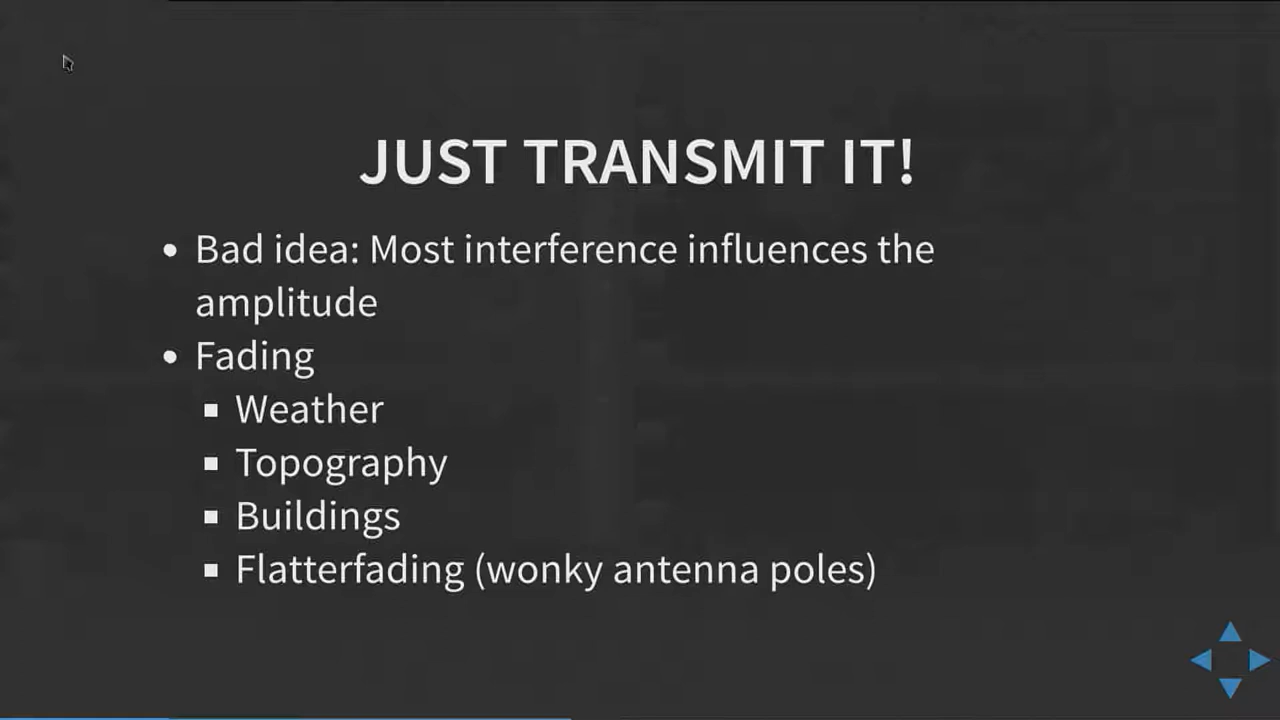 JUST TRANSMIT IT!
Bad idea: Most interference influences the
amplitude
Fading
Weather
Topography
Buildings
Flatterfading (wonky antenna poles)